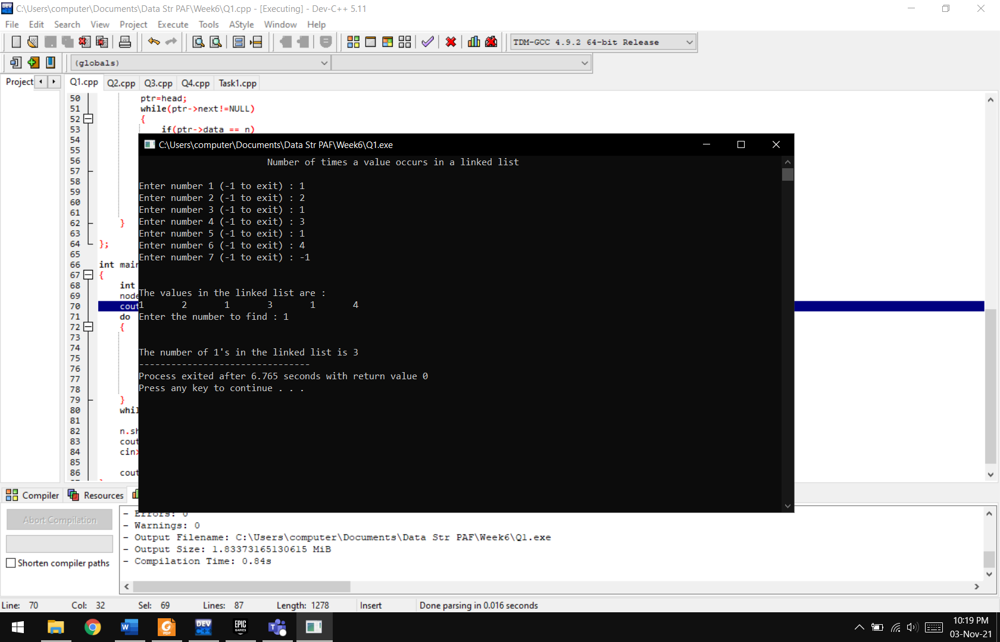 C:\Users\computer\Documents\Data Str PAF\Week6\Q1.cpp - [Executing] - Dev-C++ 5.11
File Edit Search View Project Execute Tools AStyle Window Help
TDM-GCC 4.9.2 64-bit Release
(globals)
Project Q1.cpp Q2.cpp Q3.cpp Q4.cpp Task1.cpp
50 ptr=head;
51 while(ptr->next!=NULL)
52 {
53 if(ptr->data == n)
54
55
56
57
58
59
60
61
62 }
63
64 };
65
66 int main
67 {
68 int
69 node
70 cout
71 do
72 {
73
74
75
76
77
78
79 }
80 whil
81
82 n.sh
83 cout
84 cin>
85
86 cout
C:\Users\computer\Documents\Data Str PAF\Week6\Q1.exe
Number of times a value occurs in a linked list
Enter number 1 (-1 to exit) : 1
Enter number 2 (-1 to exit) : 2
Enter number 3 (-1 to exit) : 1
Enter number 4 (-1 to exit) : 3
Enter number 5 (-1 to exit) : 1
Enter number 6 (-1 to exit) : 4
Enter number 7 (-1 to exit) : -1
The values in the linked list are :
1 2 1 3 1 4
Enter the number to find : 1
The number of 1's in the linked list is 3
--------------------------------
Process exited after 6.765 seconds with return value 0
Press any key to continue . . .
Compiler Resources
Abort Compilation
Shorten compiler paths
- Errors: 0
- Warnings: 0
- Output Filename: C:\Users\computer\Documents\Data Str PAF\Week6\Q1.exe
- Output Size: 1.83373165130615 MiB
- Compilation Time: 0.84s
Line: 70 Col: 32 Sel: 69 Lines: 87 Length: 1278 Insert Done parsing in 0.016 seconds
DEV C++
EPIC GAMES
PDF
10:19 PM
03-Nov-21